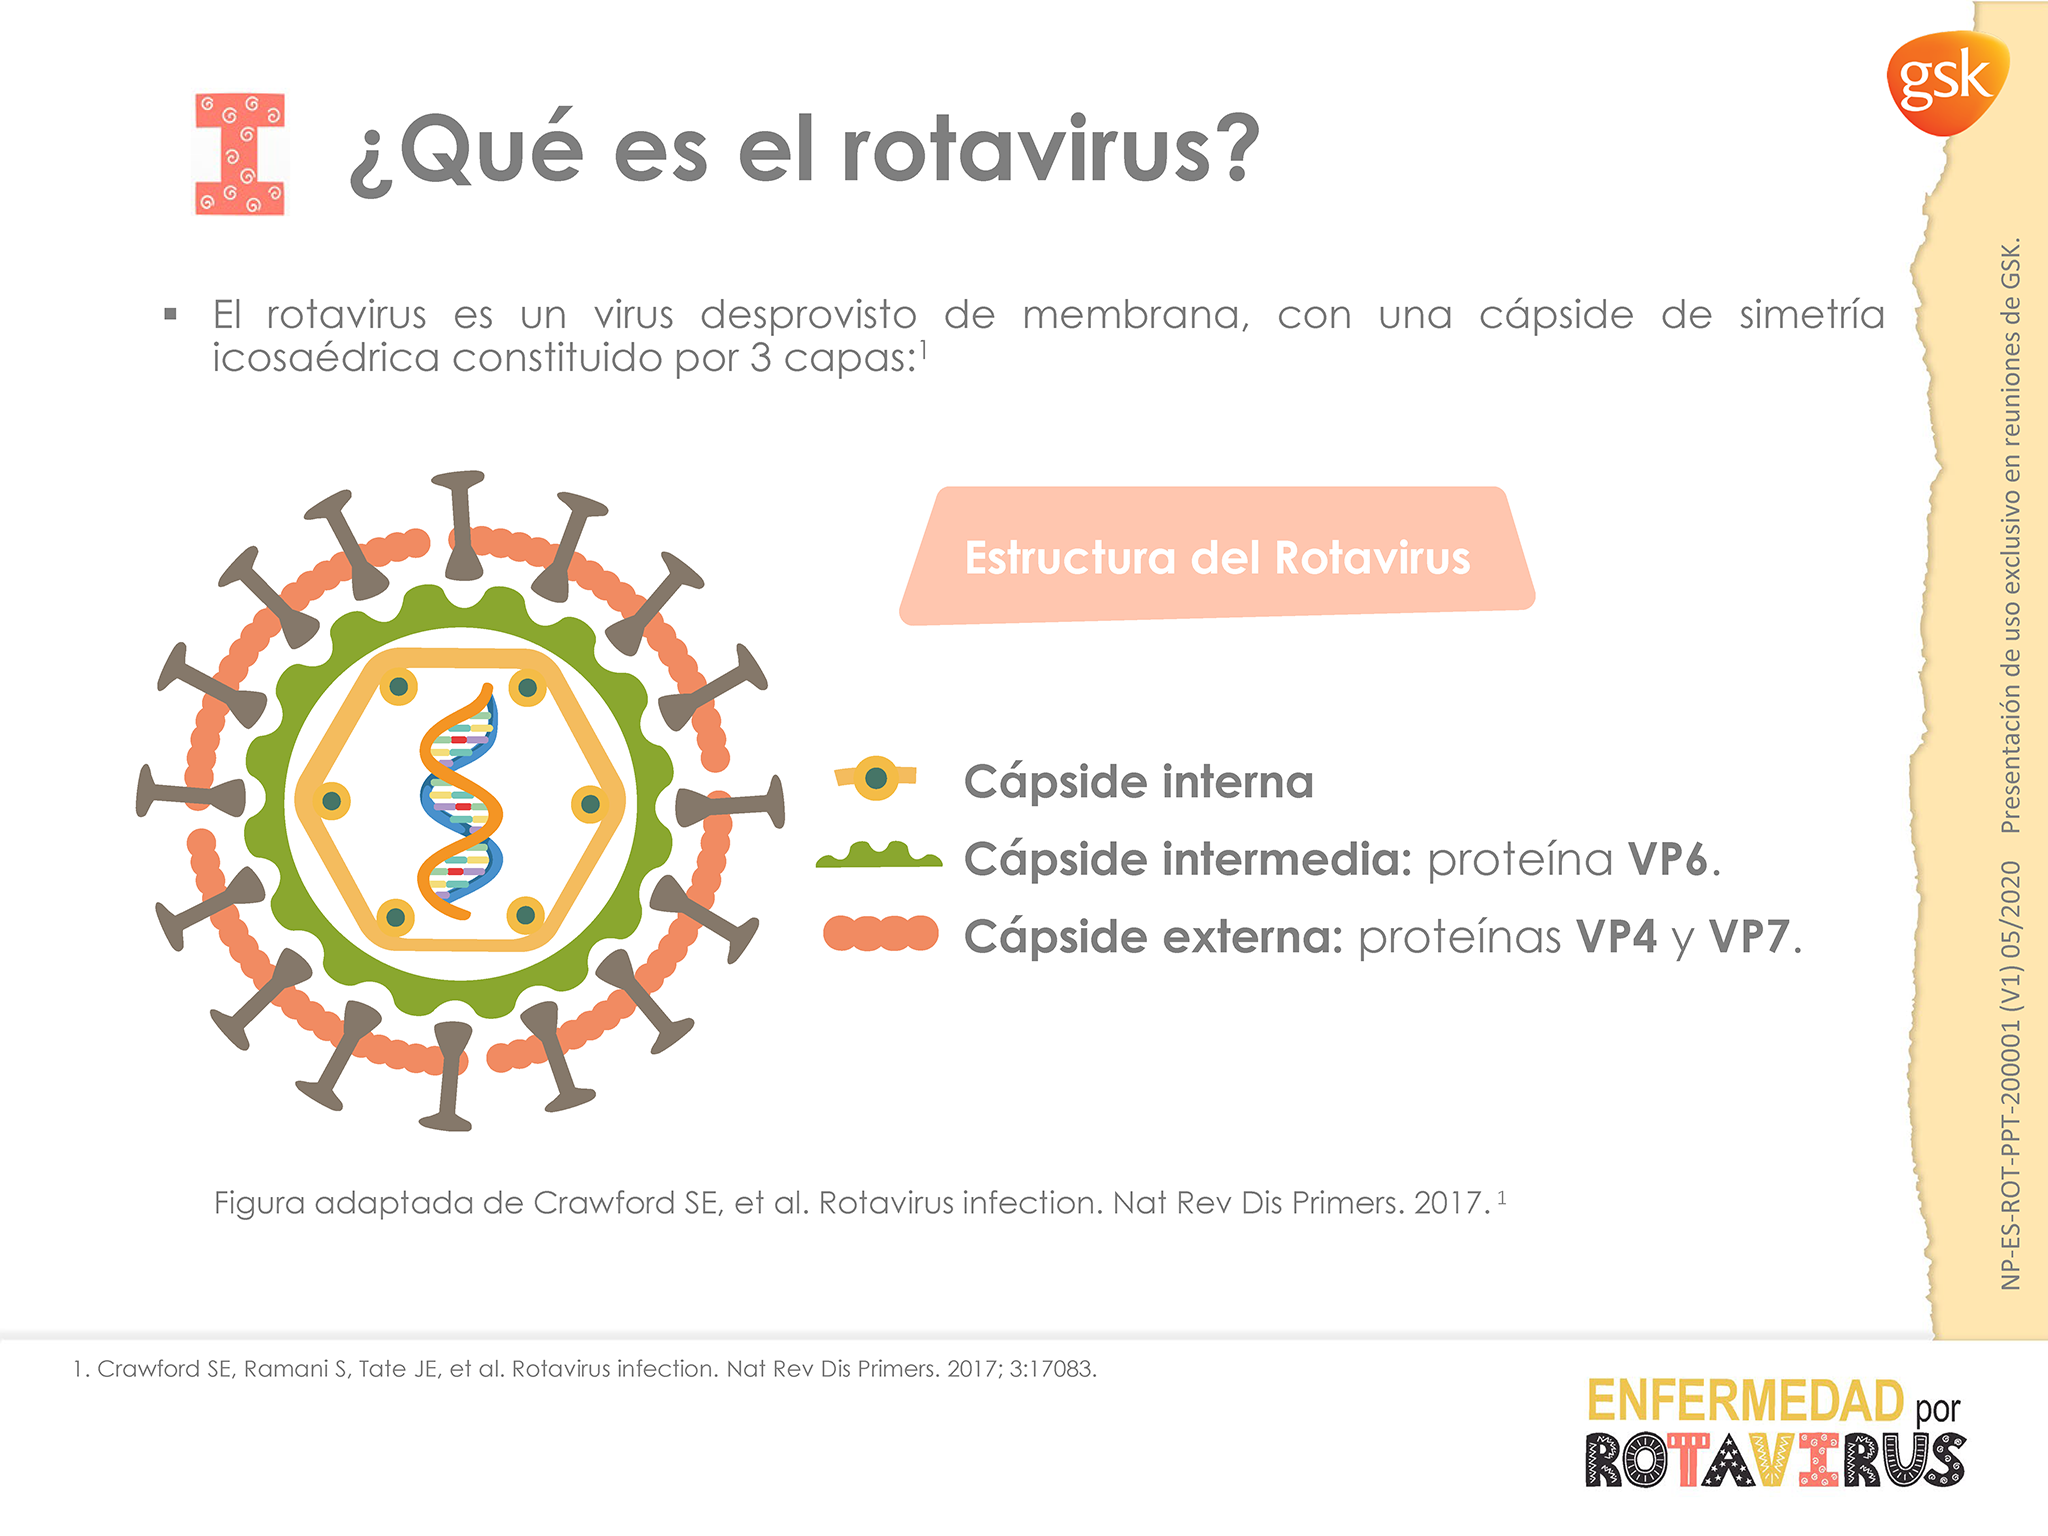 I ¿Qué es el rotavirus?
gsk
▪ El rotavirus es un virus desprovisto de membrana, con una cápside de simetría
icosaédrica constituido por 3 capas:¹
Estructura del Rotavirus
Cápside interna
Cápside intermedia: proteína VP6.
Cápside externa: proteínas VP4 y VP7.
Figura adaptada de Crawford SE, et al. Rotavirus infection. Nat Rev Dis Primers. 2017. ¹
NP-ES-ROT-PPT-200001 (V1) 05/2020 Presentación de uso exclusivo en reuniones de GSK.
1. Crawford SE, Ramani S, Tate JE, et al. Rotavirus infection. Nat Rev Dis Primers. 2017; 3:17083.
ENFERMEDAD por
ROTAVIRUS